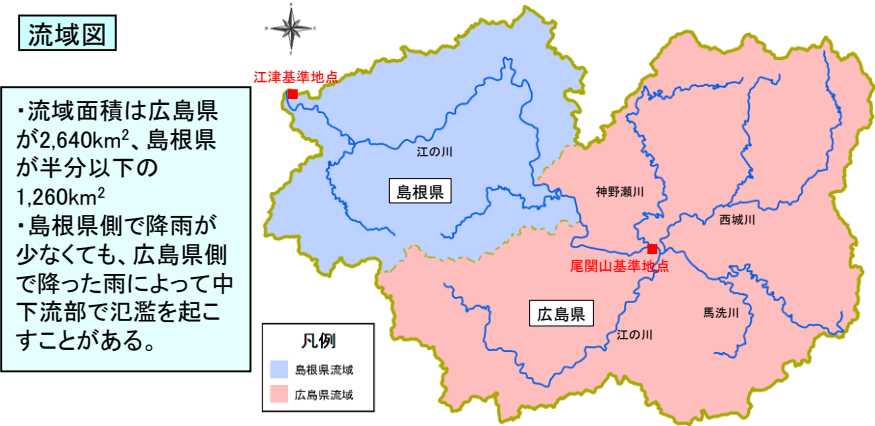 流域図
・流域面積は広島県
が2,640km²、島根県
が半分以下の
1,260km²
・島根県側で降雨が
少なくても、広島県側
で降った雨によって中
下流部で氾濫を起こ
すことがある。
江津基準地点
江の川
島根県
神野瀬川
西城川
尾関山基準地点
広島県
江の川
馬洗川
凡例
島根県流域
広島県流域